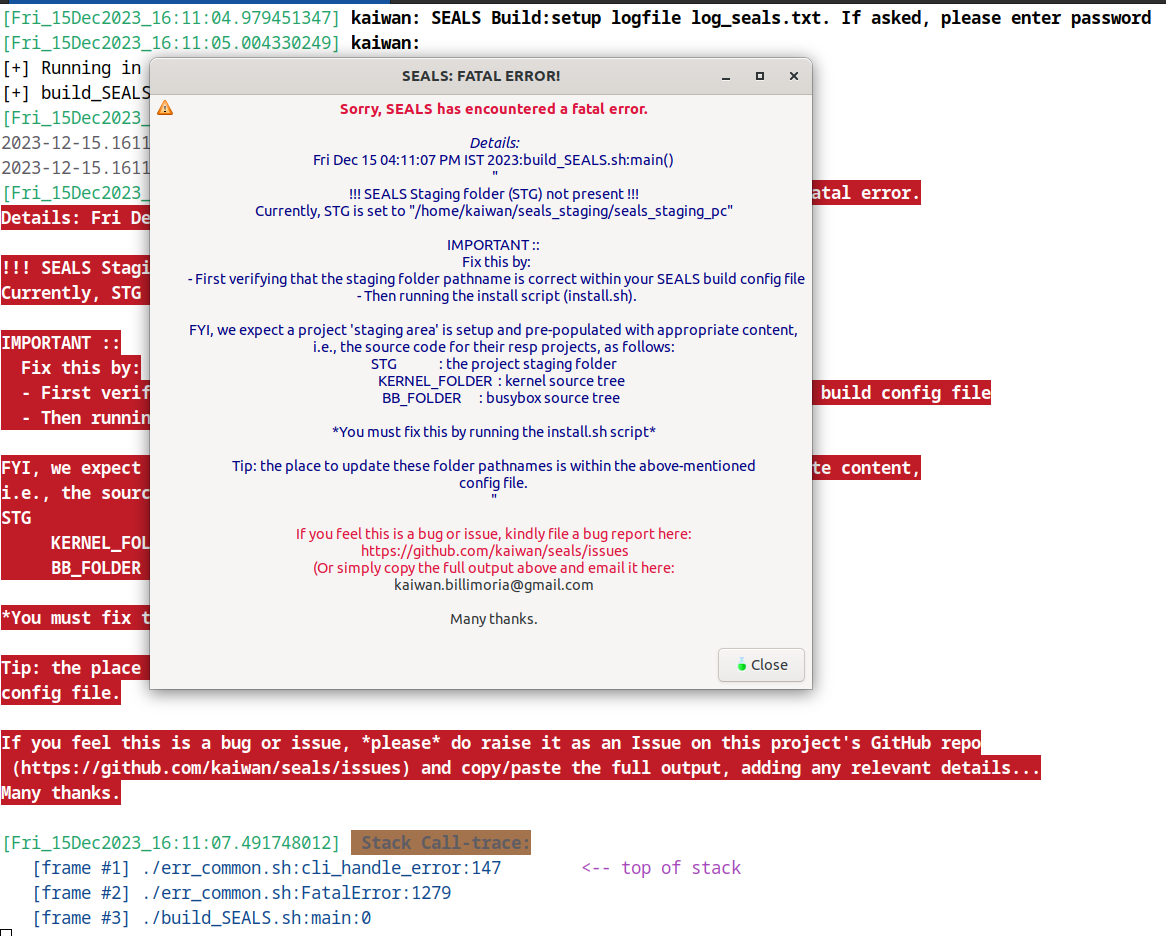 [Fri_15Dec2023_16:11:04.979451347] kaiwan: SEALS Build:setup logfile log_seals.txt. If asked, please enter password
[Fri_15Dec2023_16:11:05.004330249] kaiwan:
[+] Running in
[+] build_SEALS
[Fri_15Dec2023_
2023-12-15.1611
2023-12-15.1611
[Fri_15Dec2023_
atal error.
Details: Fri De
!!! SEALS Stagi
Currently, STG
IMPORTANT ::
Fix this by:
- First verif
build config file
- Then runnin
FYI, we expect
te content,
i.e., the sourc
STG
KERNEL_FOL
BB_FOLDER
*You must fix t
Tip: the place
config file.
SEALS: FATAL ERROR!
Sorry, SEALS has encountered a fatal error.
Details:
Fri Dec 15 04:11:07 PM IST 2023:build_SEALS.sh:main()
"
!!! SEALS Staging folder (STG) not present !!!
Currently, STG is set to "/home/kaiwan/seals_staging/seals_staging_pc"
IMPORTANT ::
Fix this by:
- First verifying that the staging folder pathname is correct within your SEALS build config file
- Then running the install script (install.sh).
FYI, we expect a project 'staging area' is setup and pre-populated with appropriate content,
i.e., the source code for their resp projects, as follows:
STG : the project staging folder
KERNEL_FOLDER : kernel source tree
BB_FOLDER : busybox source tree
*You must fix this by running the install.sh script*
Tip: the place to update these folder pathnames is within the above-mentioned
config file.
"
If you feel this is a bug or issue, kindly file a bug report here:
https://github.com/kaiwan/seals/issues
(Or simply copy the full output above and email it here:
kaiwan.billimoria@gmail.com
Many thanks.
Close
If you feel this is a bug or issue, *please* do raise it as an Issue on this project's GitHub repo
(https://github.com/kaiwan/seals/issues) and copy/paste the full output, adding any relevant details...
Many thanks.
[Fri_15Dec2023_16:11:07.491748012] Stack Call-trace:
[frame #1] ./err_common.sh:cli_handle_error:147 <-- top of stack
[frame #2] ./err_common.sh:FatalError:1279
[frame #3] ./build_SEALS.sh:main:0